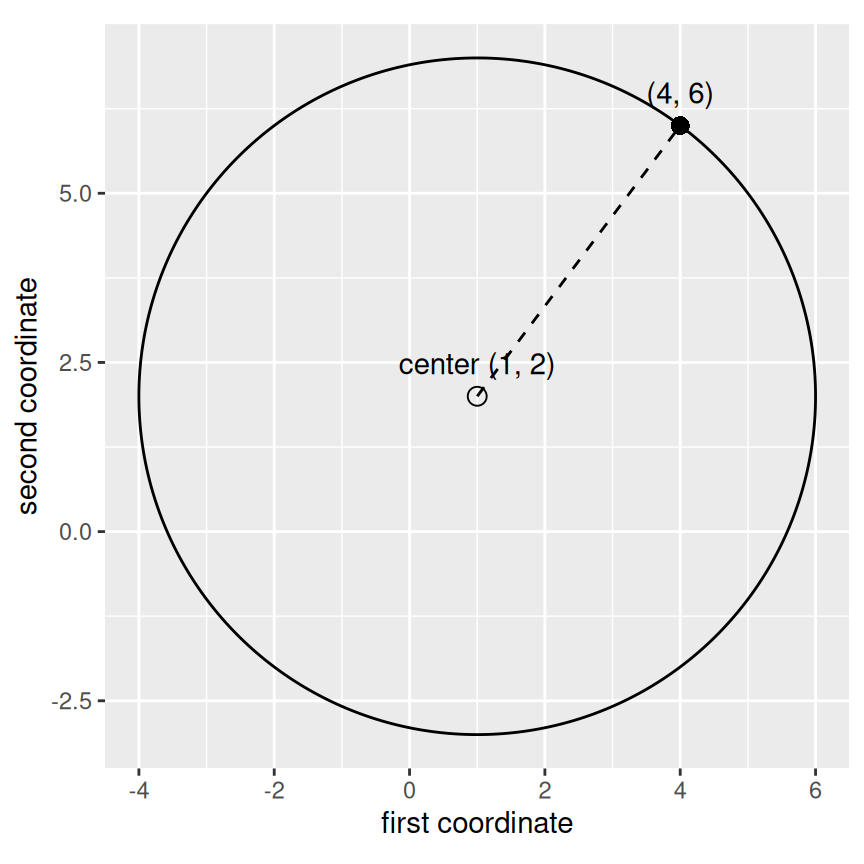 (4, 6)
5.0
center (1, 2)
2.5
0.0
-2.5
second coordinate
-4 -2 0 2 4 6
first coordinate